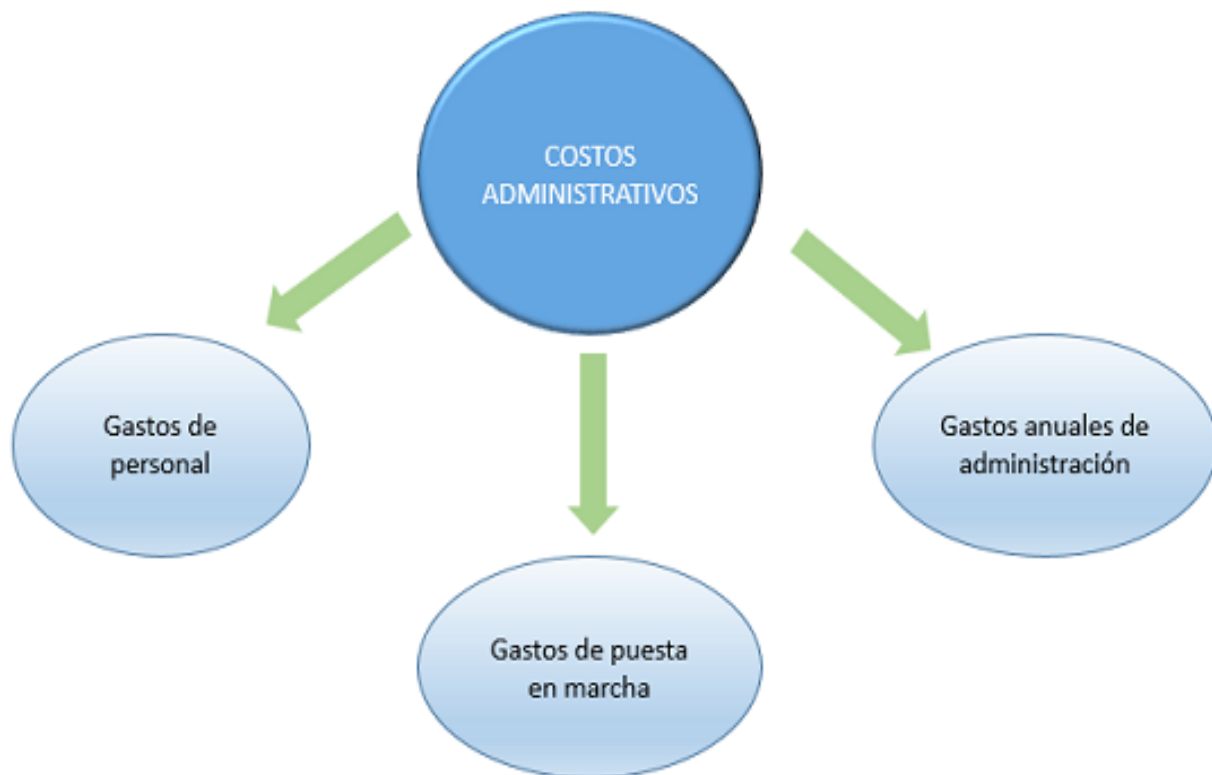 COSTOS
ADMINISTRATIVOS
Gastos de
personal
Gastos anuales de
administración
Gastos de puesta
en marcha